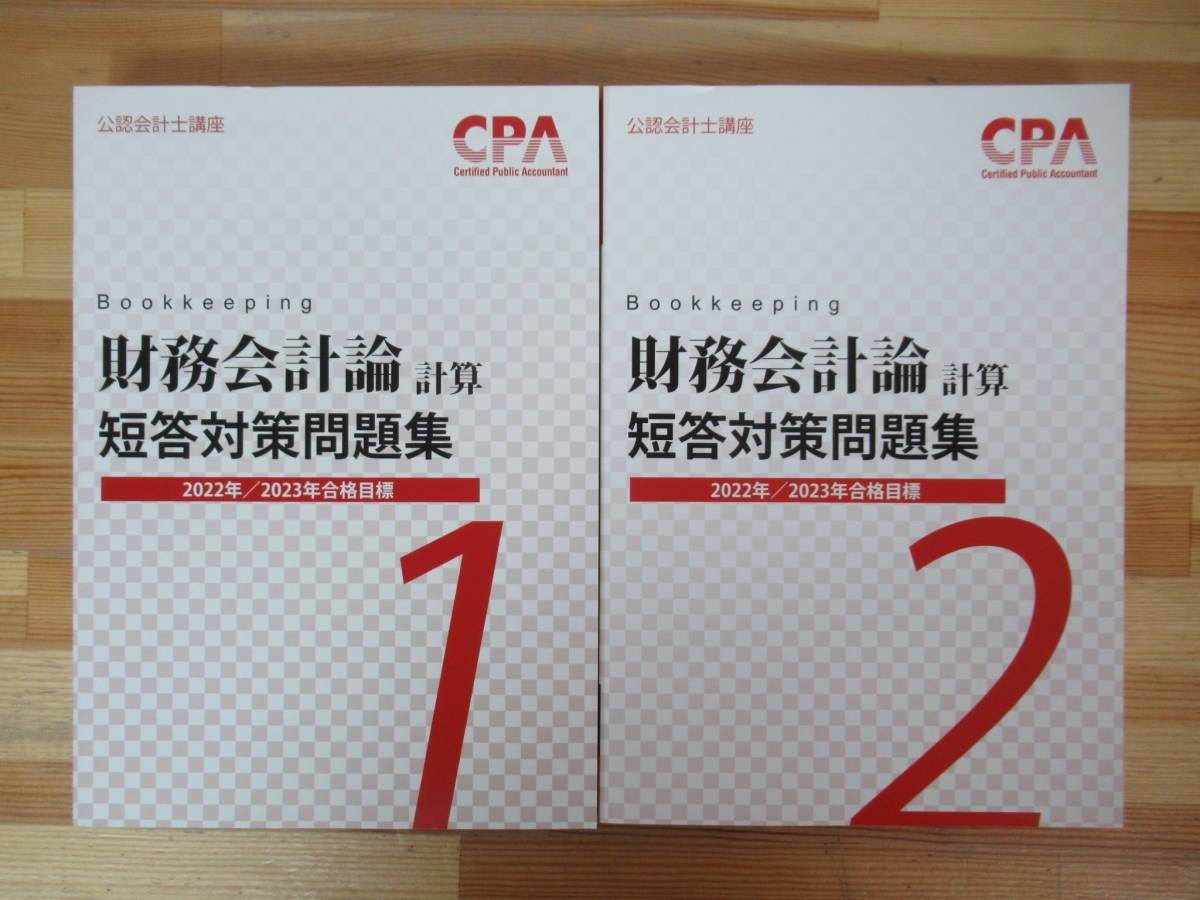 公認会計士講座
CPA
Certified Public Accountant
Bookkeeping
財務会計論 計算
短答対策問題集
2022年／2023年合格目標
1
公認会計士講座
CPA
Certified Public Accountant
Bookkeeping
財務会計論 計算
短答対策問題集
2022年／2023年合格目標
2